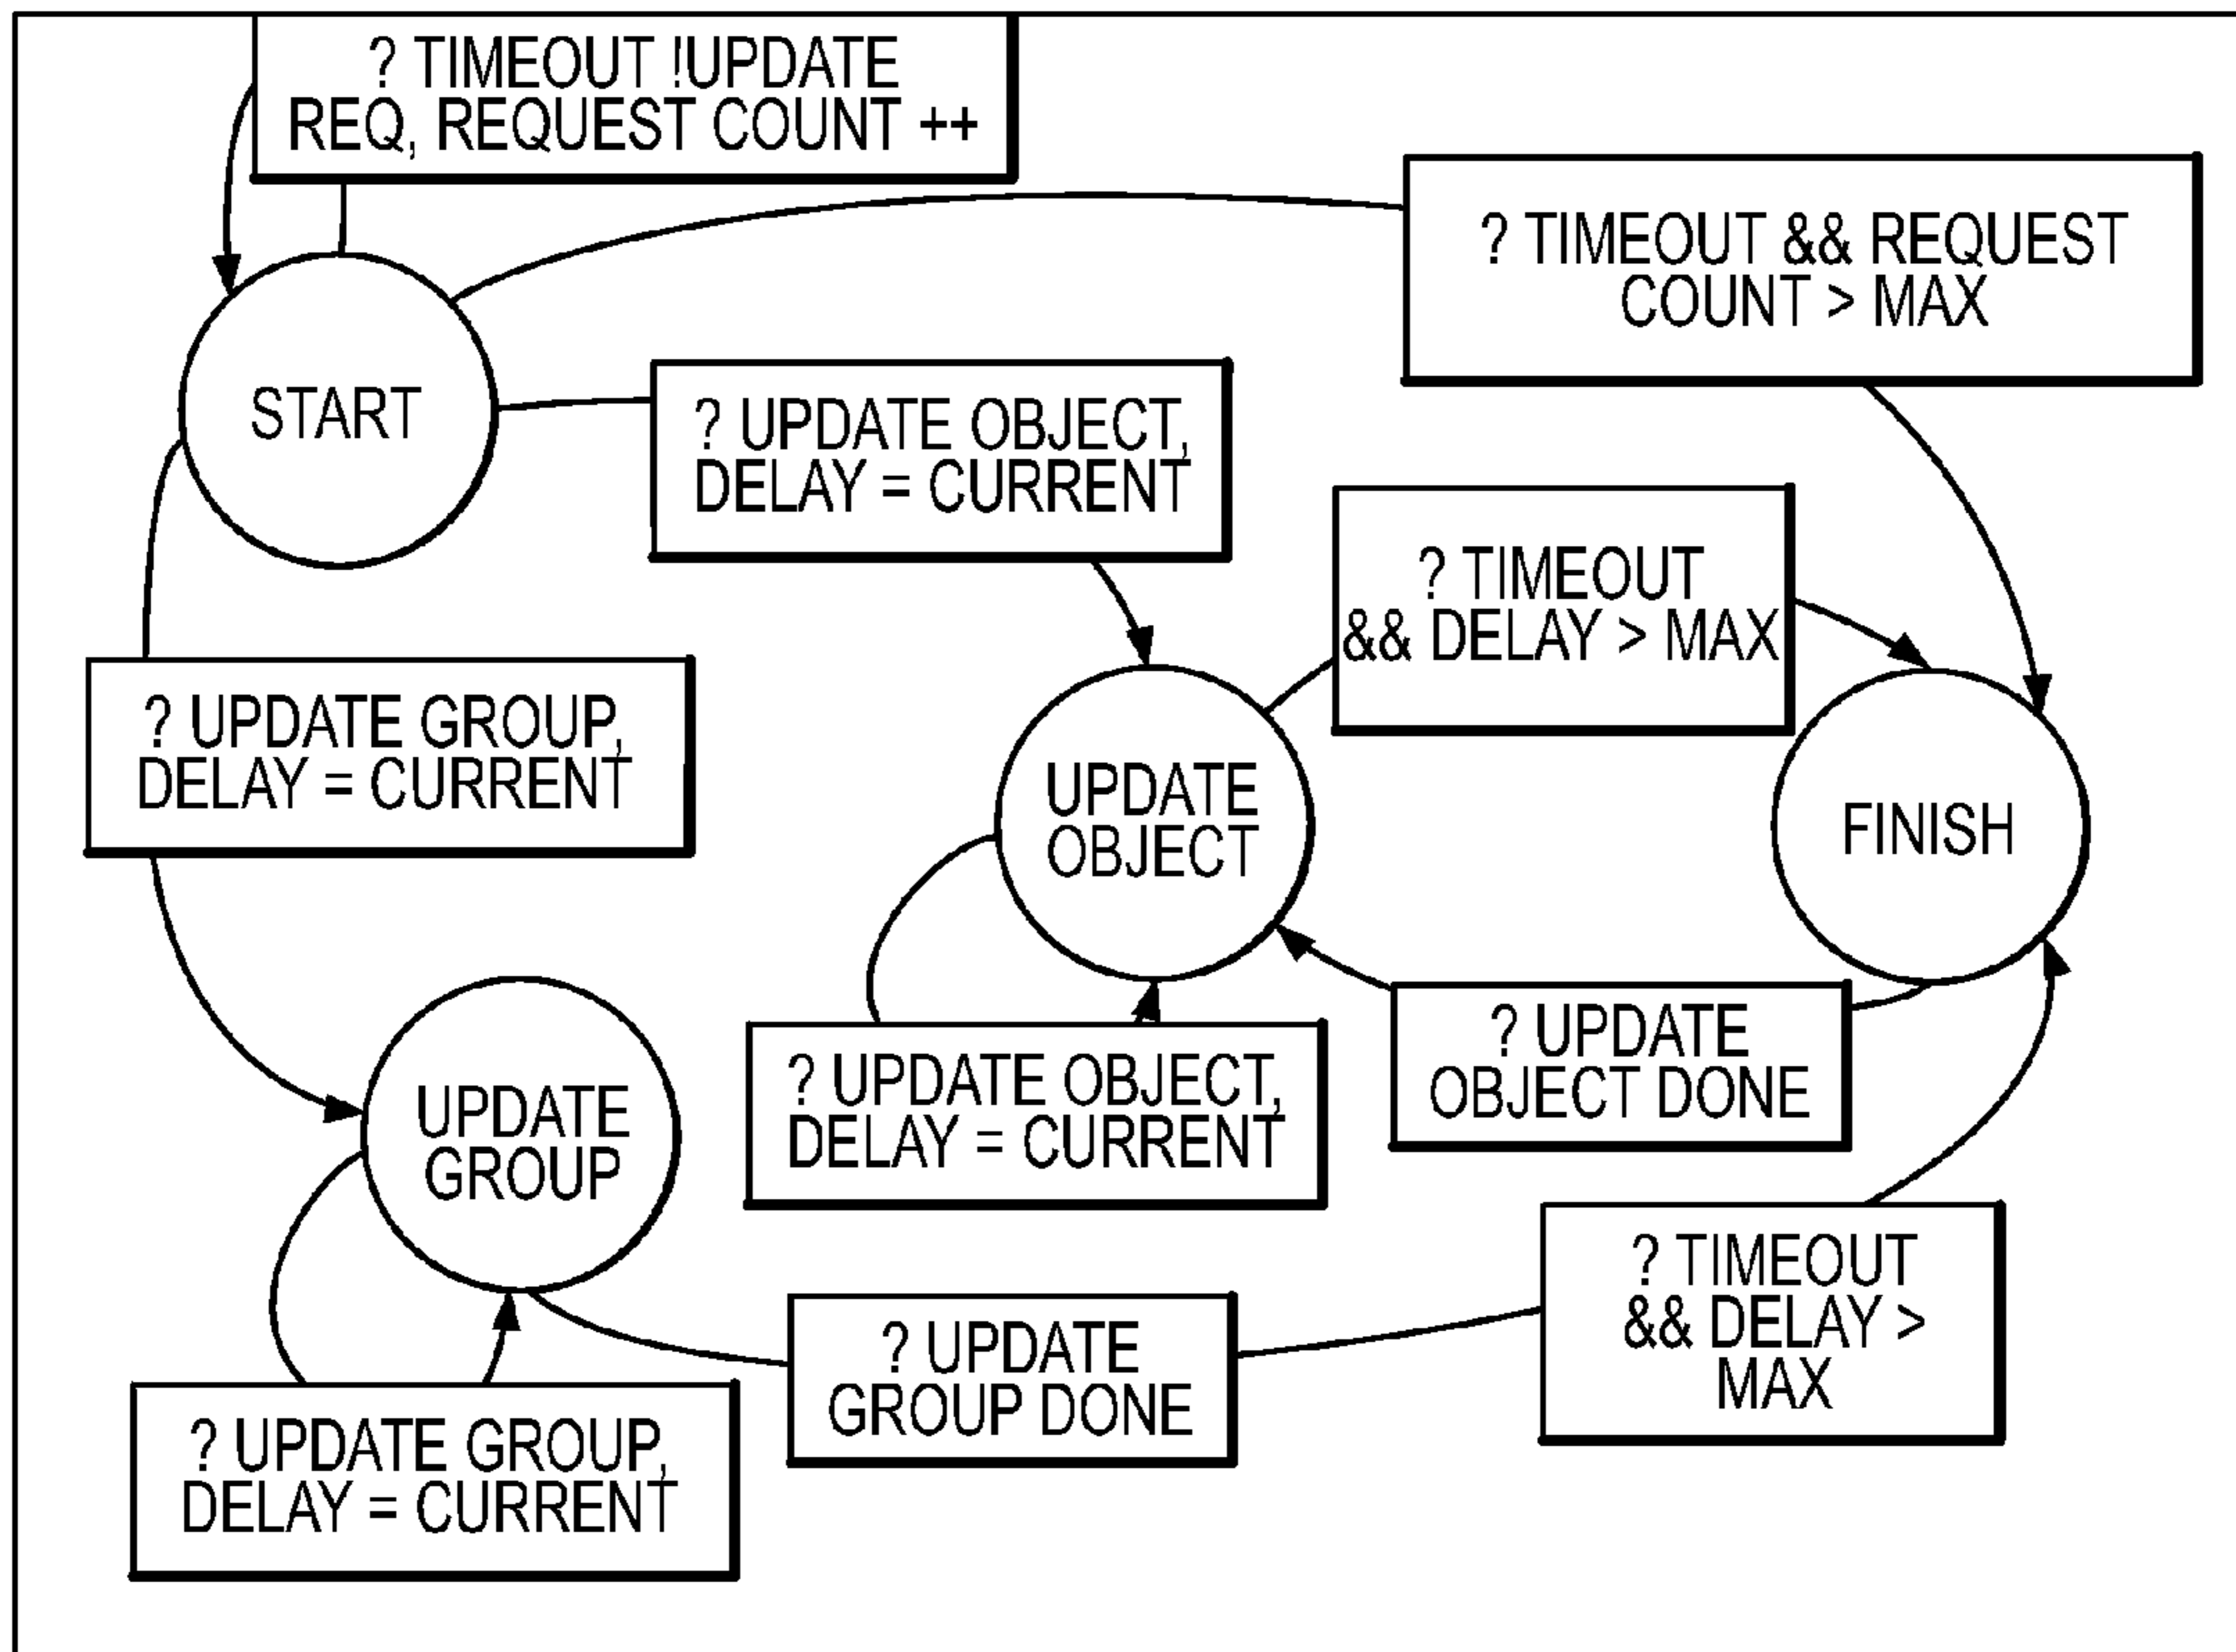 ? TIMEOUT !UPDATE
REQ, REQUEST COUNT ++
? TIMEOUT && REQUEST
COUNT > MAX
START
? UPDATE OBJECT,
DELAY = CURRENT
? TIMEOUT
&& DELAY > MAX
? UPDATE GROUP,
DELAY = CURRENT
UPDATE
OBJECT
FINISH
UPDATE
GROUP
? UPDATE OBJECT,
DELAY = CURRENT
? UPDATE
OBJECT DONE
? TIMEOUT
&& DELAY >
MAX
? UPDATE
GROUP DONE
? UPDATE GROUP,
DELAY = CURRENT